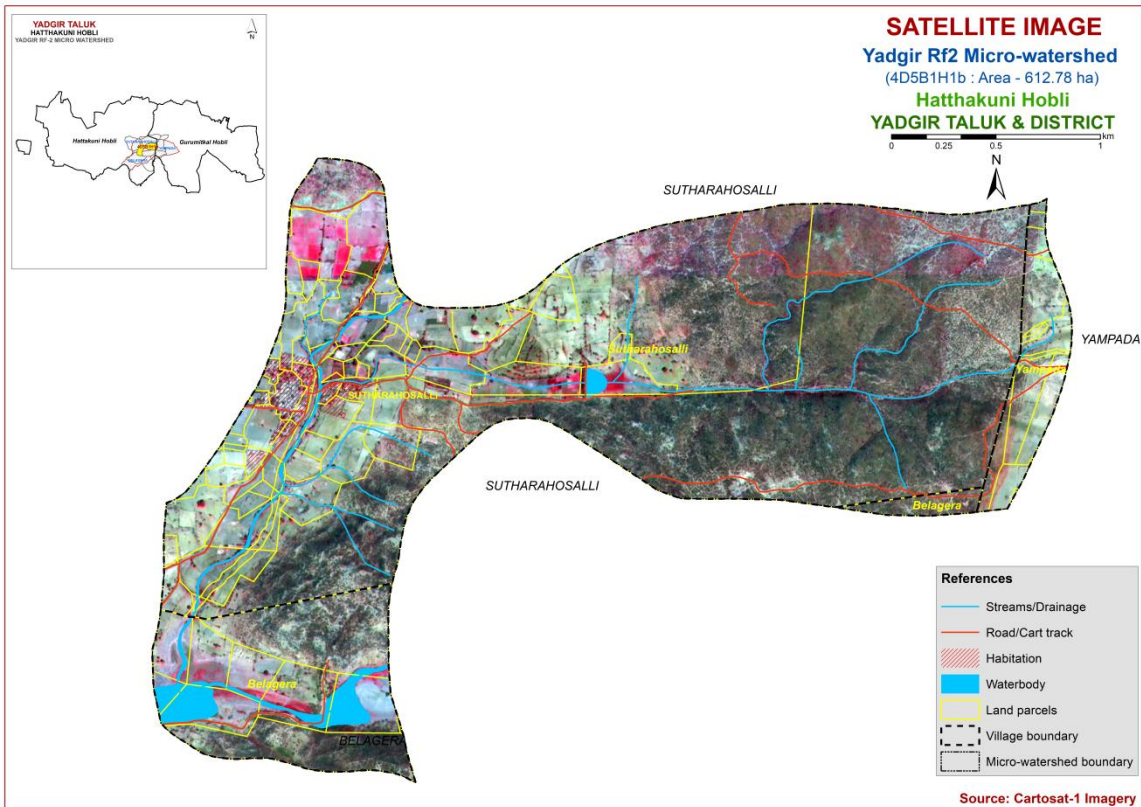 YADGIR TALUK
HATTHAKUNI HOBLI
YADGIR RF-2 MICRO WATERSHED
N
Hattakuni Hobli
Gurumitkal Hobli
SATELLITE IMAGE
Yadgir Rf2 Micro-watershed
(4D5B1H1b : Area - 612.78 ha)
Hatthakuni Hobli
YADGIR TALUK & DISTRICT
km
0 0.25 0.5 1
N
SUTHARAHOSALLI
YAMPADA
Sutharahosalli
Yampada
SUTHARAHOSALLI
SUTHARAHOSALLI
Belagera
Belagera
BELAGERA
References
Streams/Drainage
Road/Cart track
Habitation
Waterbody
Land parcels
Village boundary
Micro-watershed boundary
Source: Cartosat-1 Imagery